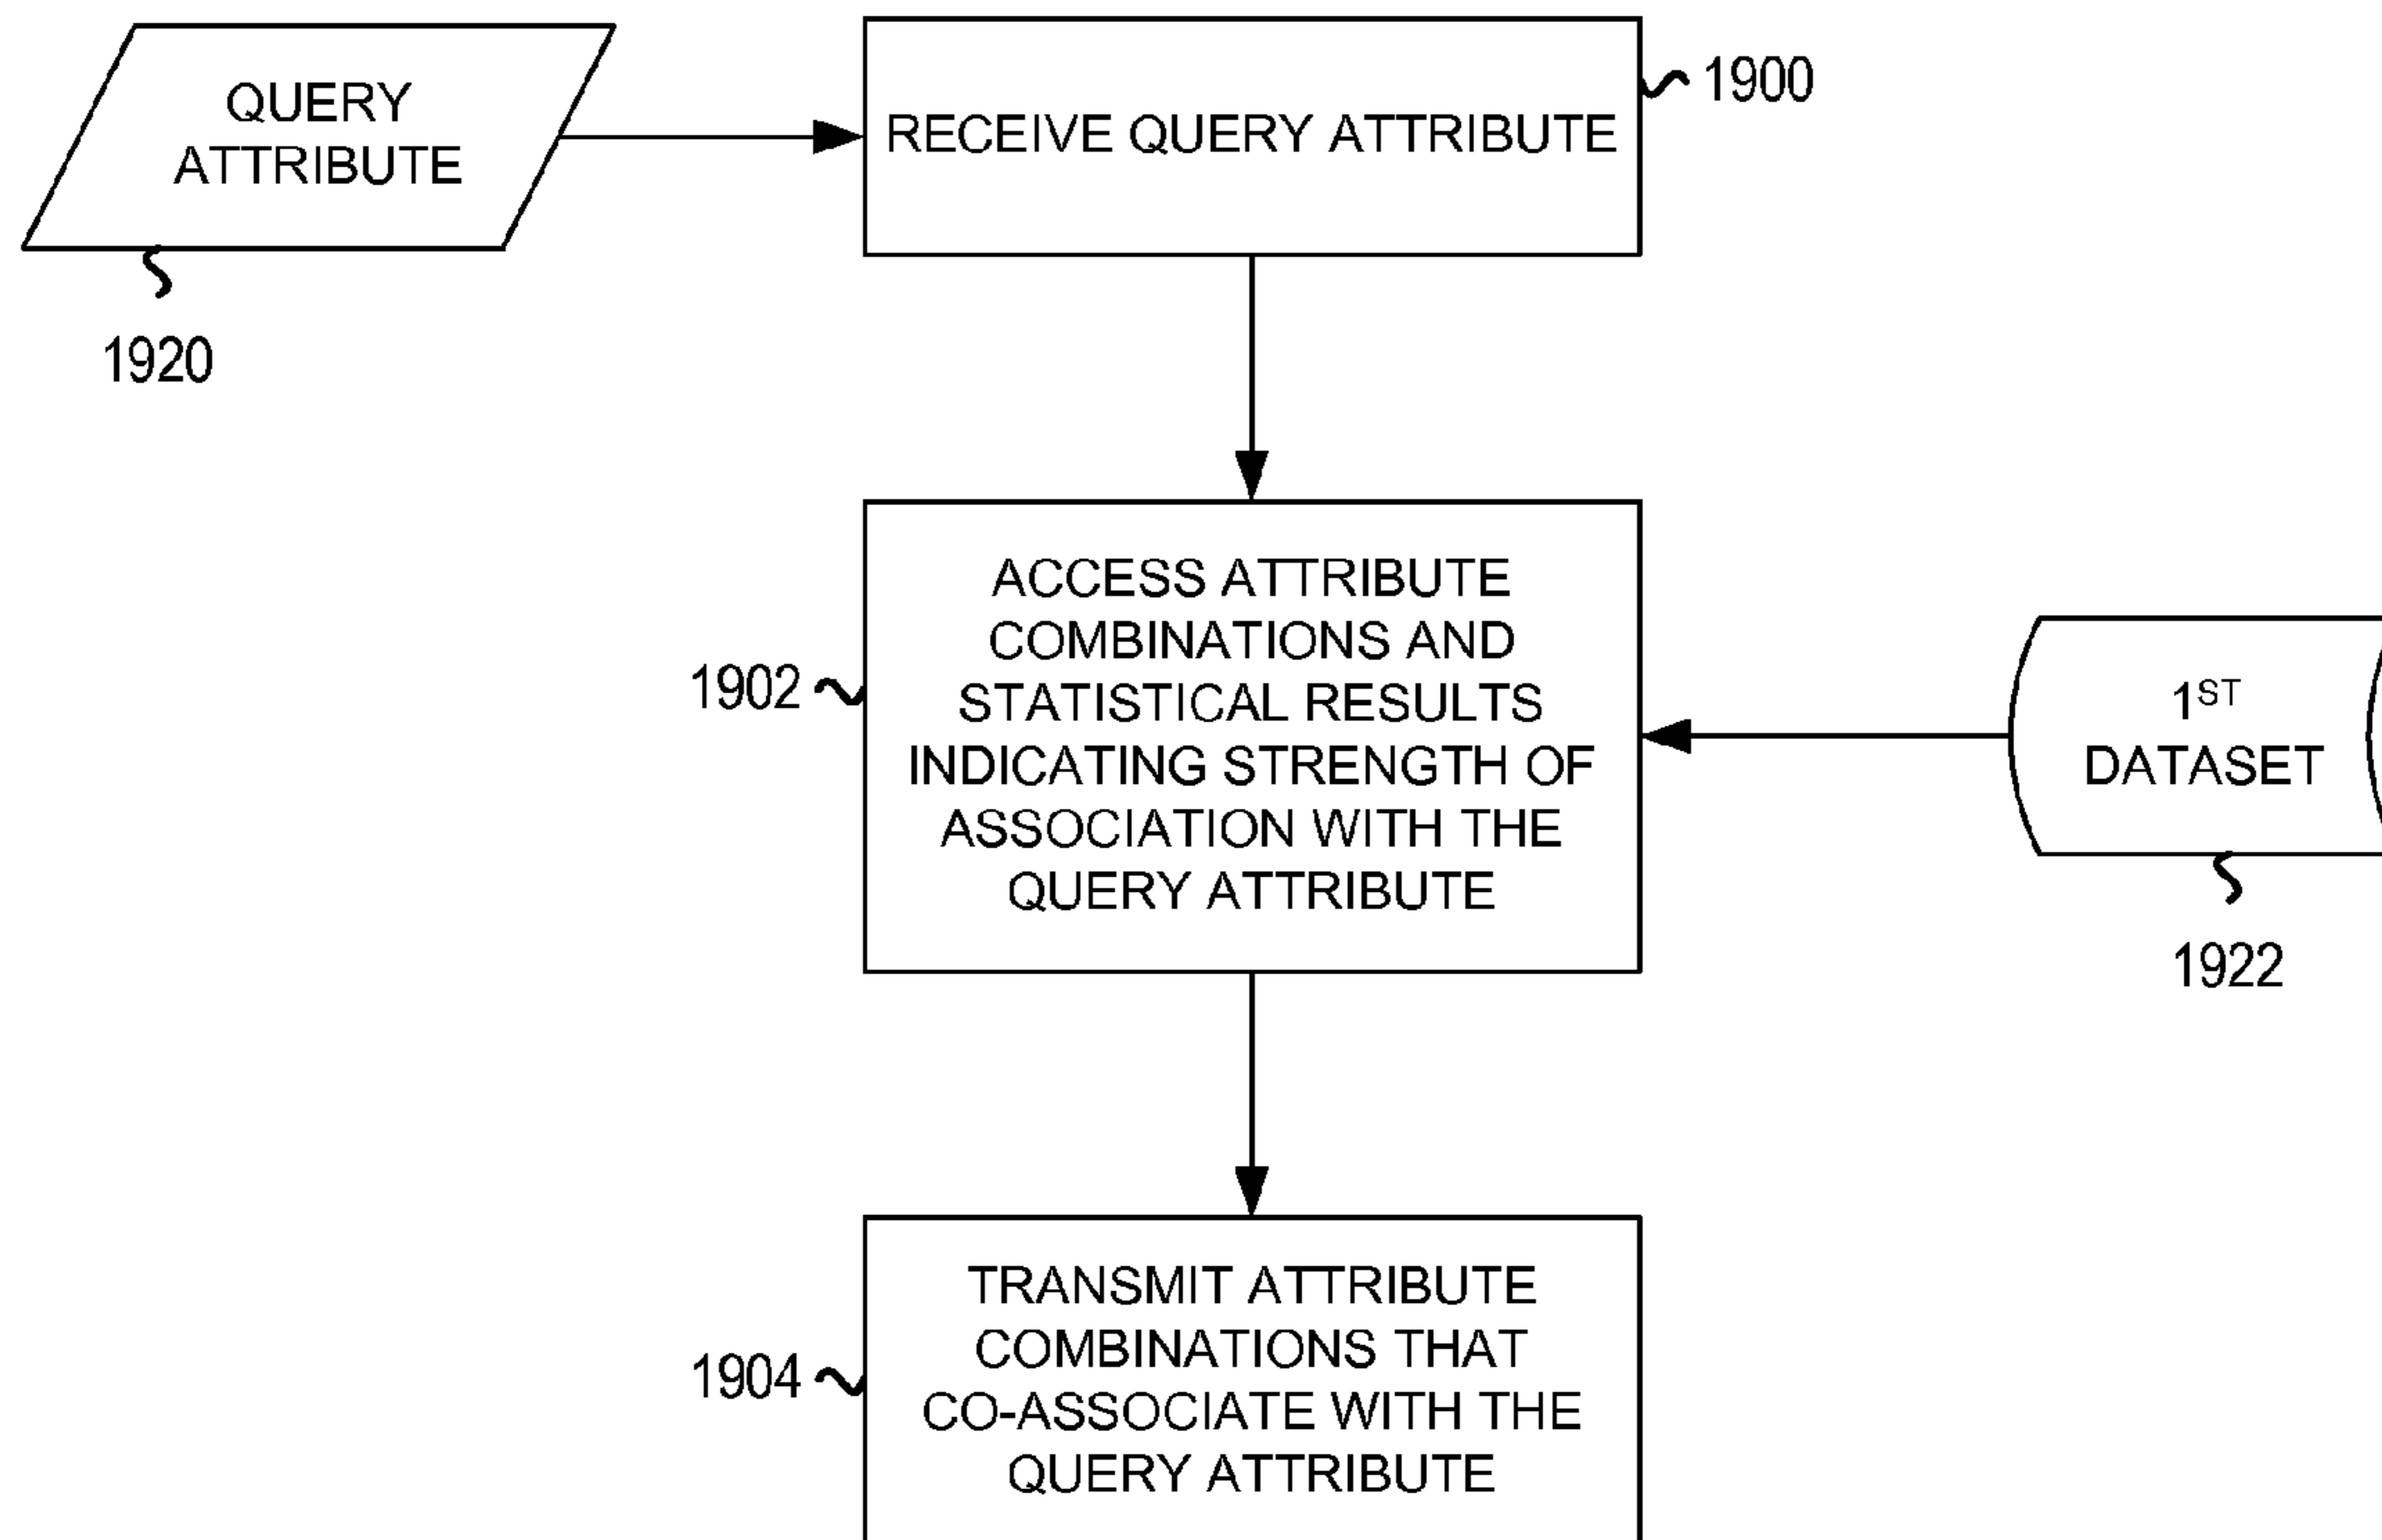 QUERY
ATTRIBUTE
1920
RECEIVE QUERY ATTRIBUTE
1900
1902
ACCESS ATTRIBUTE
COMBINATIONS AND
STATISTICAL RESULTS
INDICATING STRENGTH OF
ASSOCIATION WITH THE
QUERY ATTRIBUTE
1ST
DATASET
1922
1904
TRANSMIT ATTRIBUTE
COMBINATIONS THAT
CO-ASSOCIATE WITH THE
QUERY ATTRIBUTE